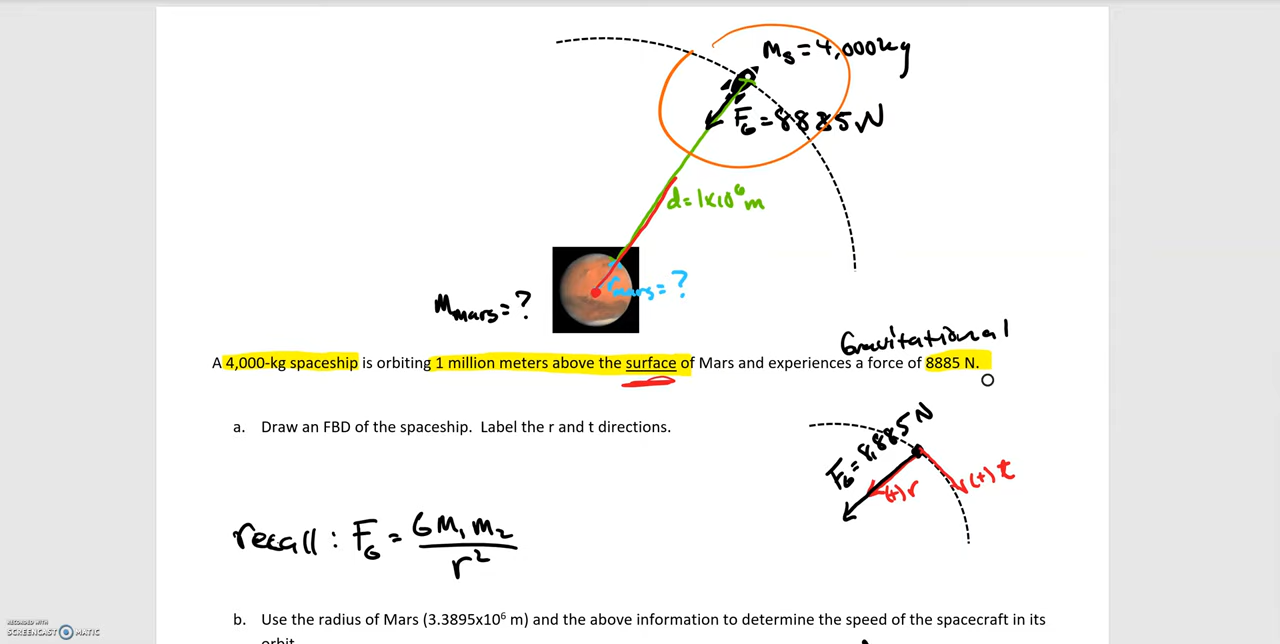 Ms = 4,000 kg
FG = 8885 N
d = 1x10⁶ m
rmars = ?
Mmars = ?
Gravitational
A 4,000-kg spaceship is orbiting 1 million meters above the surface of Mars and experiences a force of 8885 N.
a. Draw an FBD of the spaceship. Label the r and t directions.
FG = 8,885 N
(+) r
(+) t
recall : FG = GM₁m₂
r²
b. Use the radius of Mars (3.3895x10⁶ m) and the above information to determine the speed of the spacecraft in its
orbit
RECORDED WITH
SCREENCAST MATIC